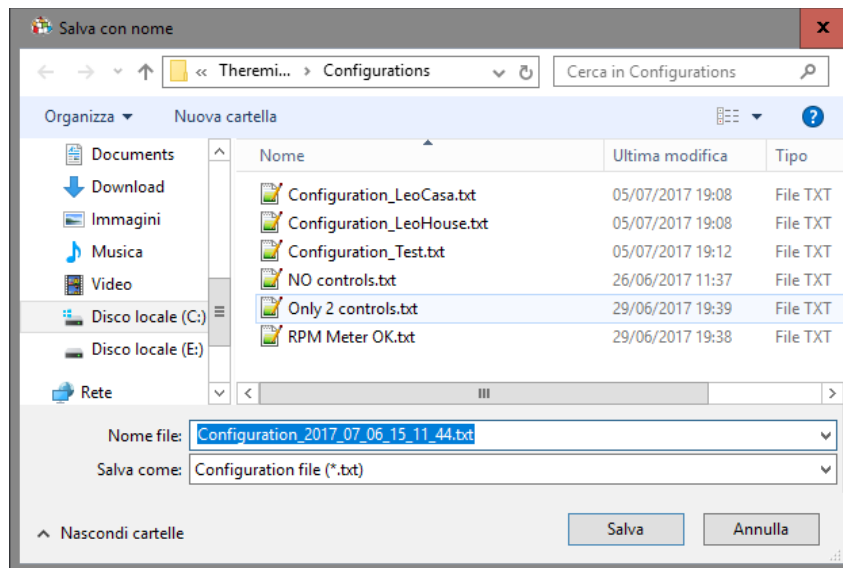 Salva con nome
« Theremi... › Configurations
Cerca in Configurations
Organizza
Nuova cartella
?
Documents
Download
Immagini
Musica
Video
Disco locale (C:)
Disco locale (E:)
Rete
Nome Ultima modifica Tipo
Configuration_LeoCasa.txt 05/07/2017 19:08 File TXT
Configuration_LeoHouse.txt 05/07/2017 19:08 File TXT
Configuration_Test.txt 05/07/2017 19:12 File TXT
NO controls.txt 26/06/2017 11:37 File TXT
Only 2 controls.txt 29/06/2017 19:39 File TXT
RPM Meter OK.txt 29/06/2017 19:38 File TXT
Nome file: Configuration_2017_07_06_15_11_44.txt
Salva come: Configuration file (*.txt)
Nascondi cartelle
Salva
Annulla